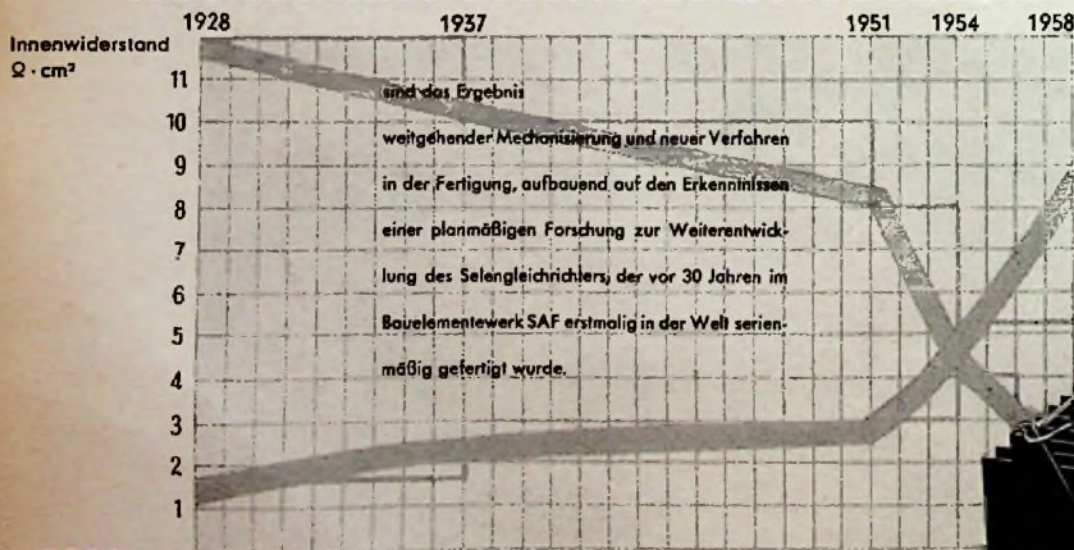 1928 1937 1951 1954 1958
Innenwiderstand
Ω · cm²
11
10
9
8
7
6
5
4
3
2
1
sind das Ergebnis
weitgehender Mechanisierung und neuer Verfahren
in der Fertigung, aufbauend auf den Erkenntnissen
einer planmäßigen Forschung zur Weiterentwick-
lung des Selengleichrichters, der vor 30 Jahren im
Bauelementewerk SAF erstmalig in der Welt serien-
mäßig gefertigt wurde.